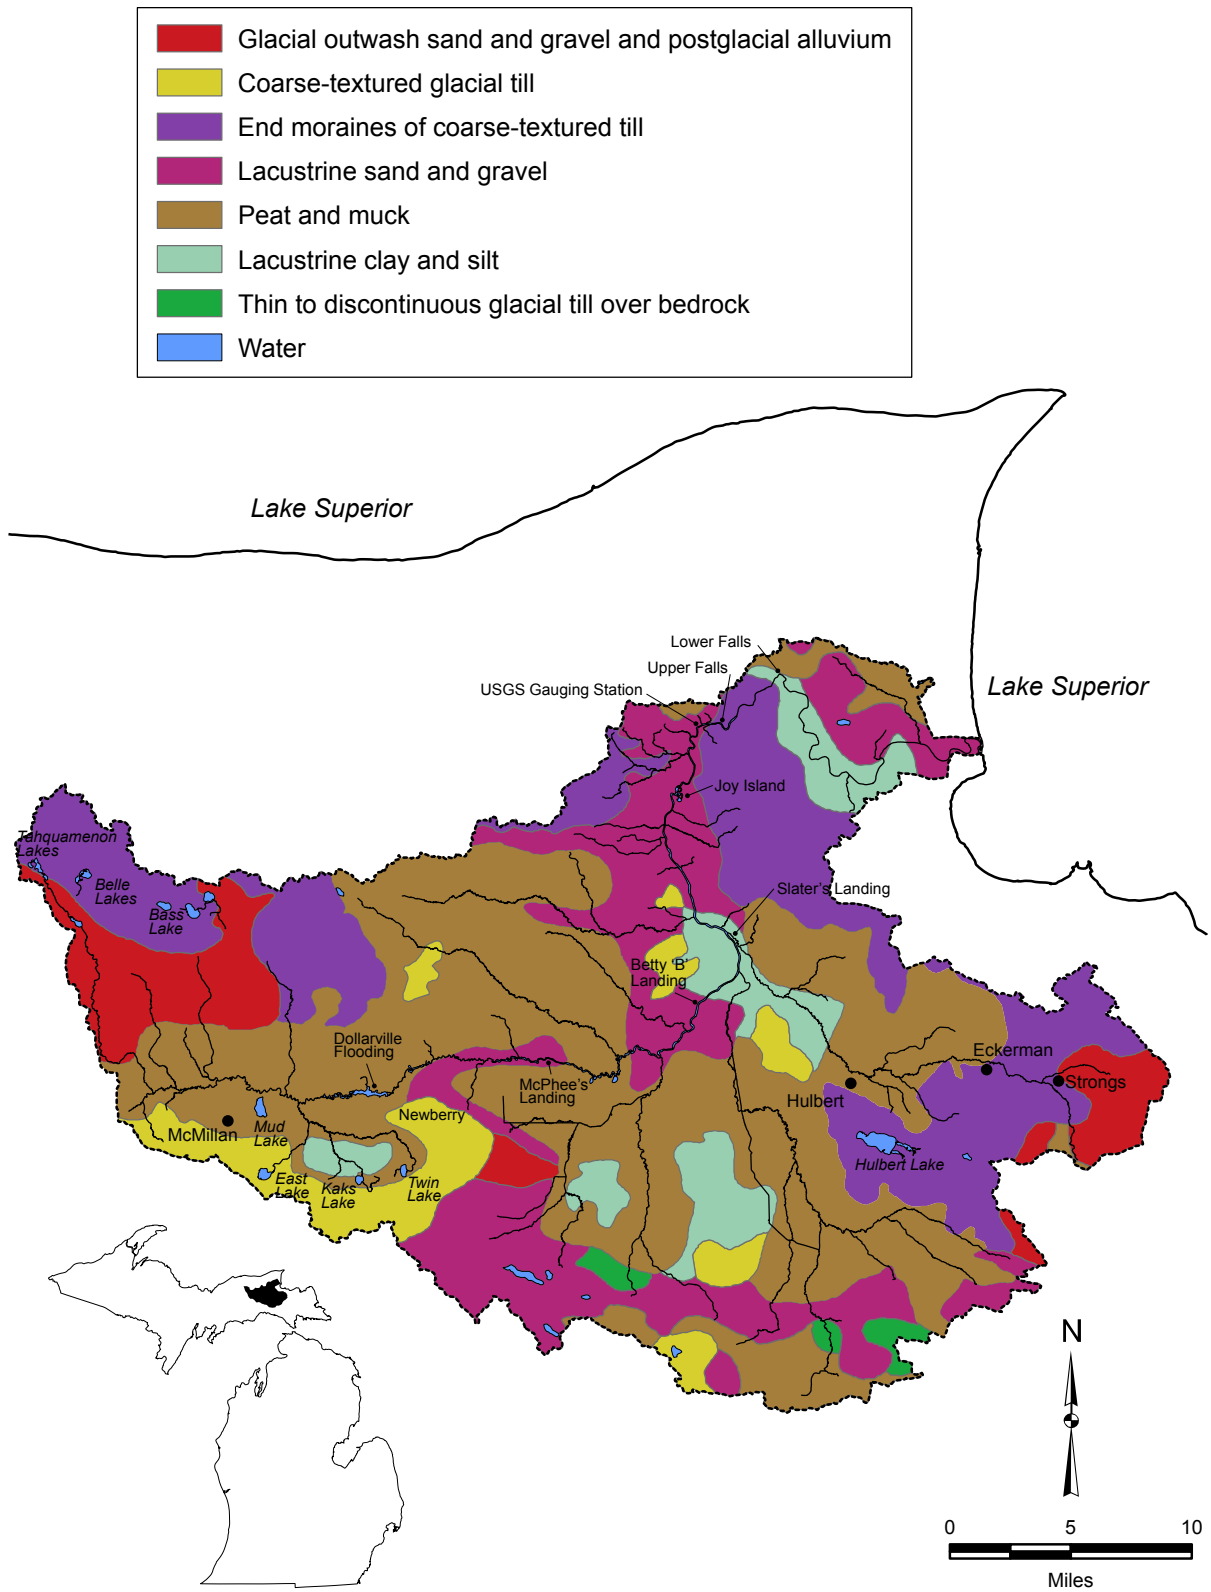 Glacial outwash sand and gravel and postglacial alluvium
Coarse-textured glacial till
End moraines of coarse-textured till
Lacustrine sand and gravel
Peat and muck
Lacustrine clay and silt
Thin to discontinuous glacial till over bedrock
Water
Lake Superior
Lower Falls
Upper Falls
USGS Gauging Station
Lake Superior
Joy Island
Tahquamenon
Lakes
Belle
Lakes
Bass
Lake
Slater's Landing
Betty 'B'
Landing
Dollarville
Flooding
Eckerman
McPhee's
Landing
Strongs
Hulbert
Newberry
McMillan
Mud
Lake
Hulbert Lake
East
Lake
Kaks
Lake
Twin
Lake
N
0 5 10
Miles